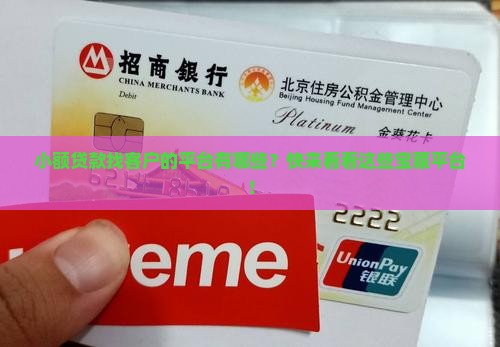 招商銀行
CHINA MERCHANTS BANK
Debit
北京住房公积金管理中心
Beijing Housing Fund Management Center
Platinum
金葵花卡
小额贷款找客户的平台有哪些？快来看看这些宝藏平台
！
2222
eme
UnionPay
银联